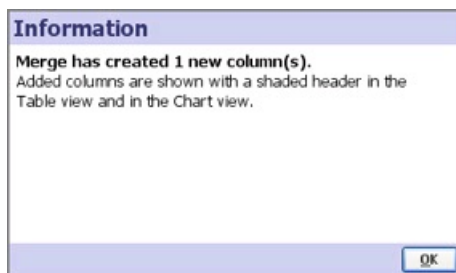 Information
Merge has created 1 new column(s).
Added columns are shown with a shaded header in the
Table view and in the Chart view.
OK